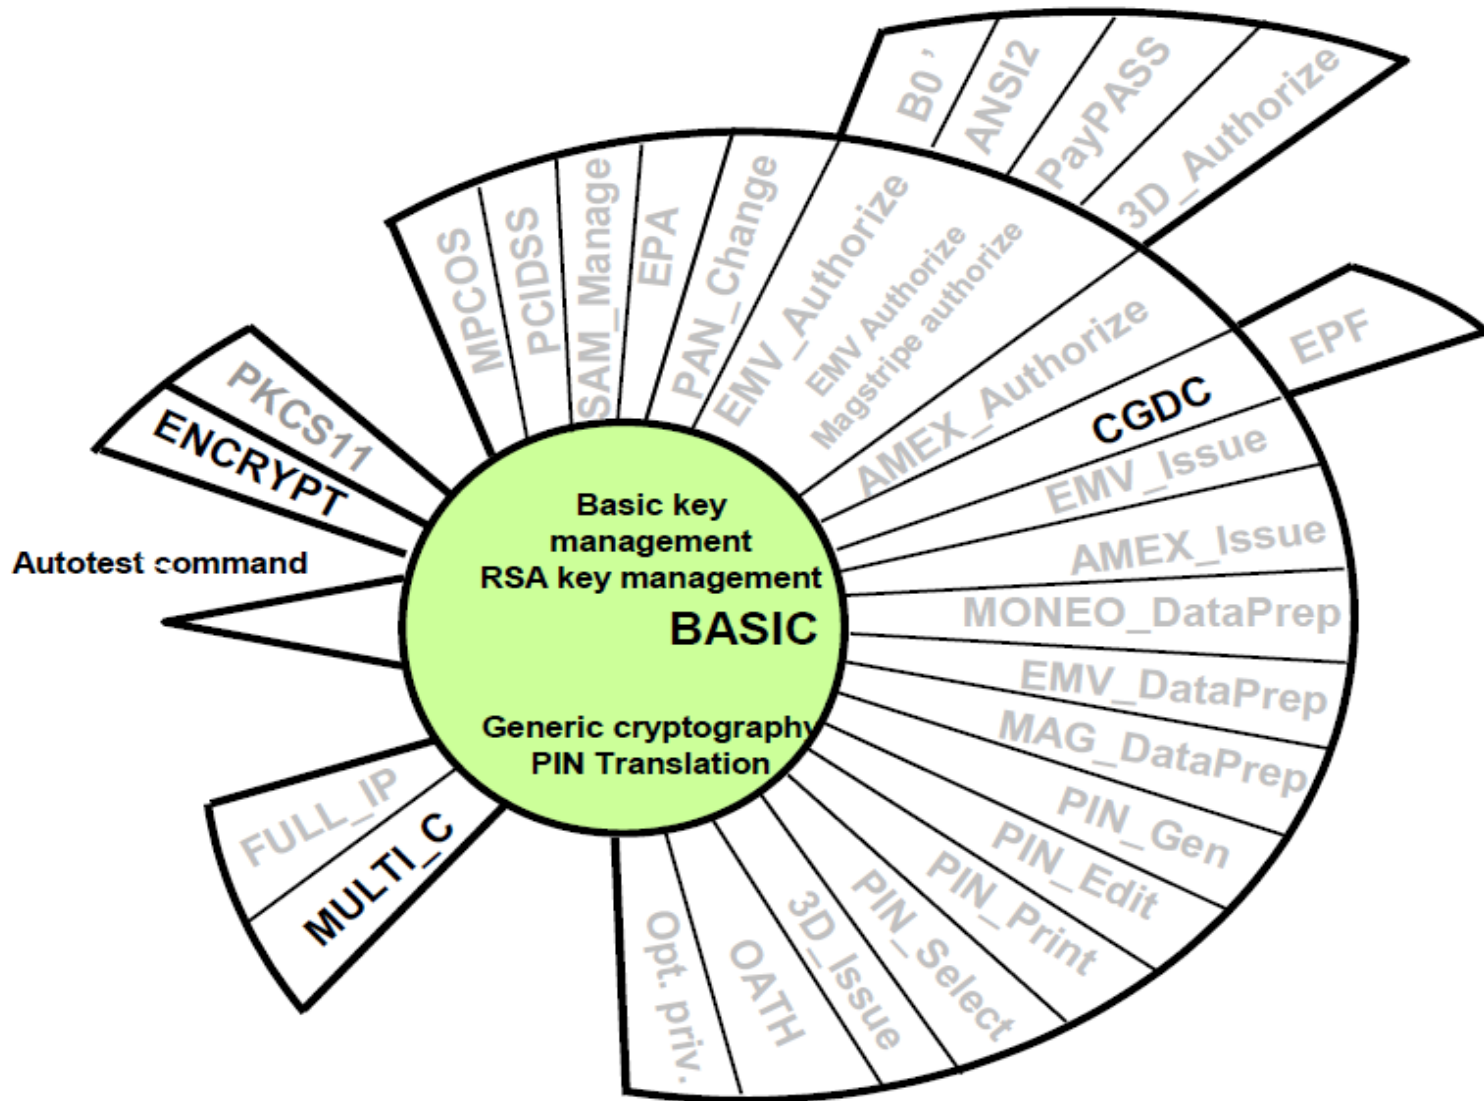 B0 ’
ANSI2
PayPASS
3D_Authorize
MPCOS
PCIDSS
SAM_Manage
EPA
PAN_Change
EMV_Authorize
EMV Authorize
Magstripe authorize
AMEX_Authorize
CGDC
EPF
EMV_Issue
AMEX_Issue
MONEO_DataPrep
EMV_DataPrep
MAG_DataPrep
PIN_Gen
PIN_Edit
PIN_Print
PIN_Select
3D_Issue
OATH
Opt. priv.
MULTI_C
FULL_IP
Autotest command
ENCRYPT
PKCS11
Basic key
management
RSA key management
BASIC
Generic cryptography
PIN Translation